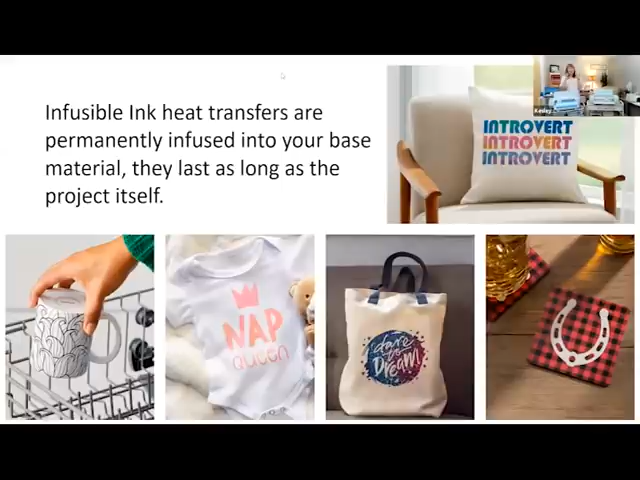 Infusible Ink heat transfers are
permanently infused into your base
material, they last as long as the
project itself.
INTROVERT
INTROVERT
INTROVERT
NAP
queen
dare
to
Dream